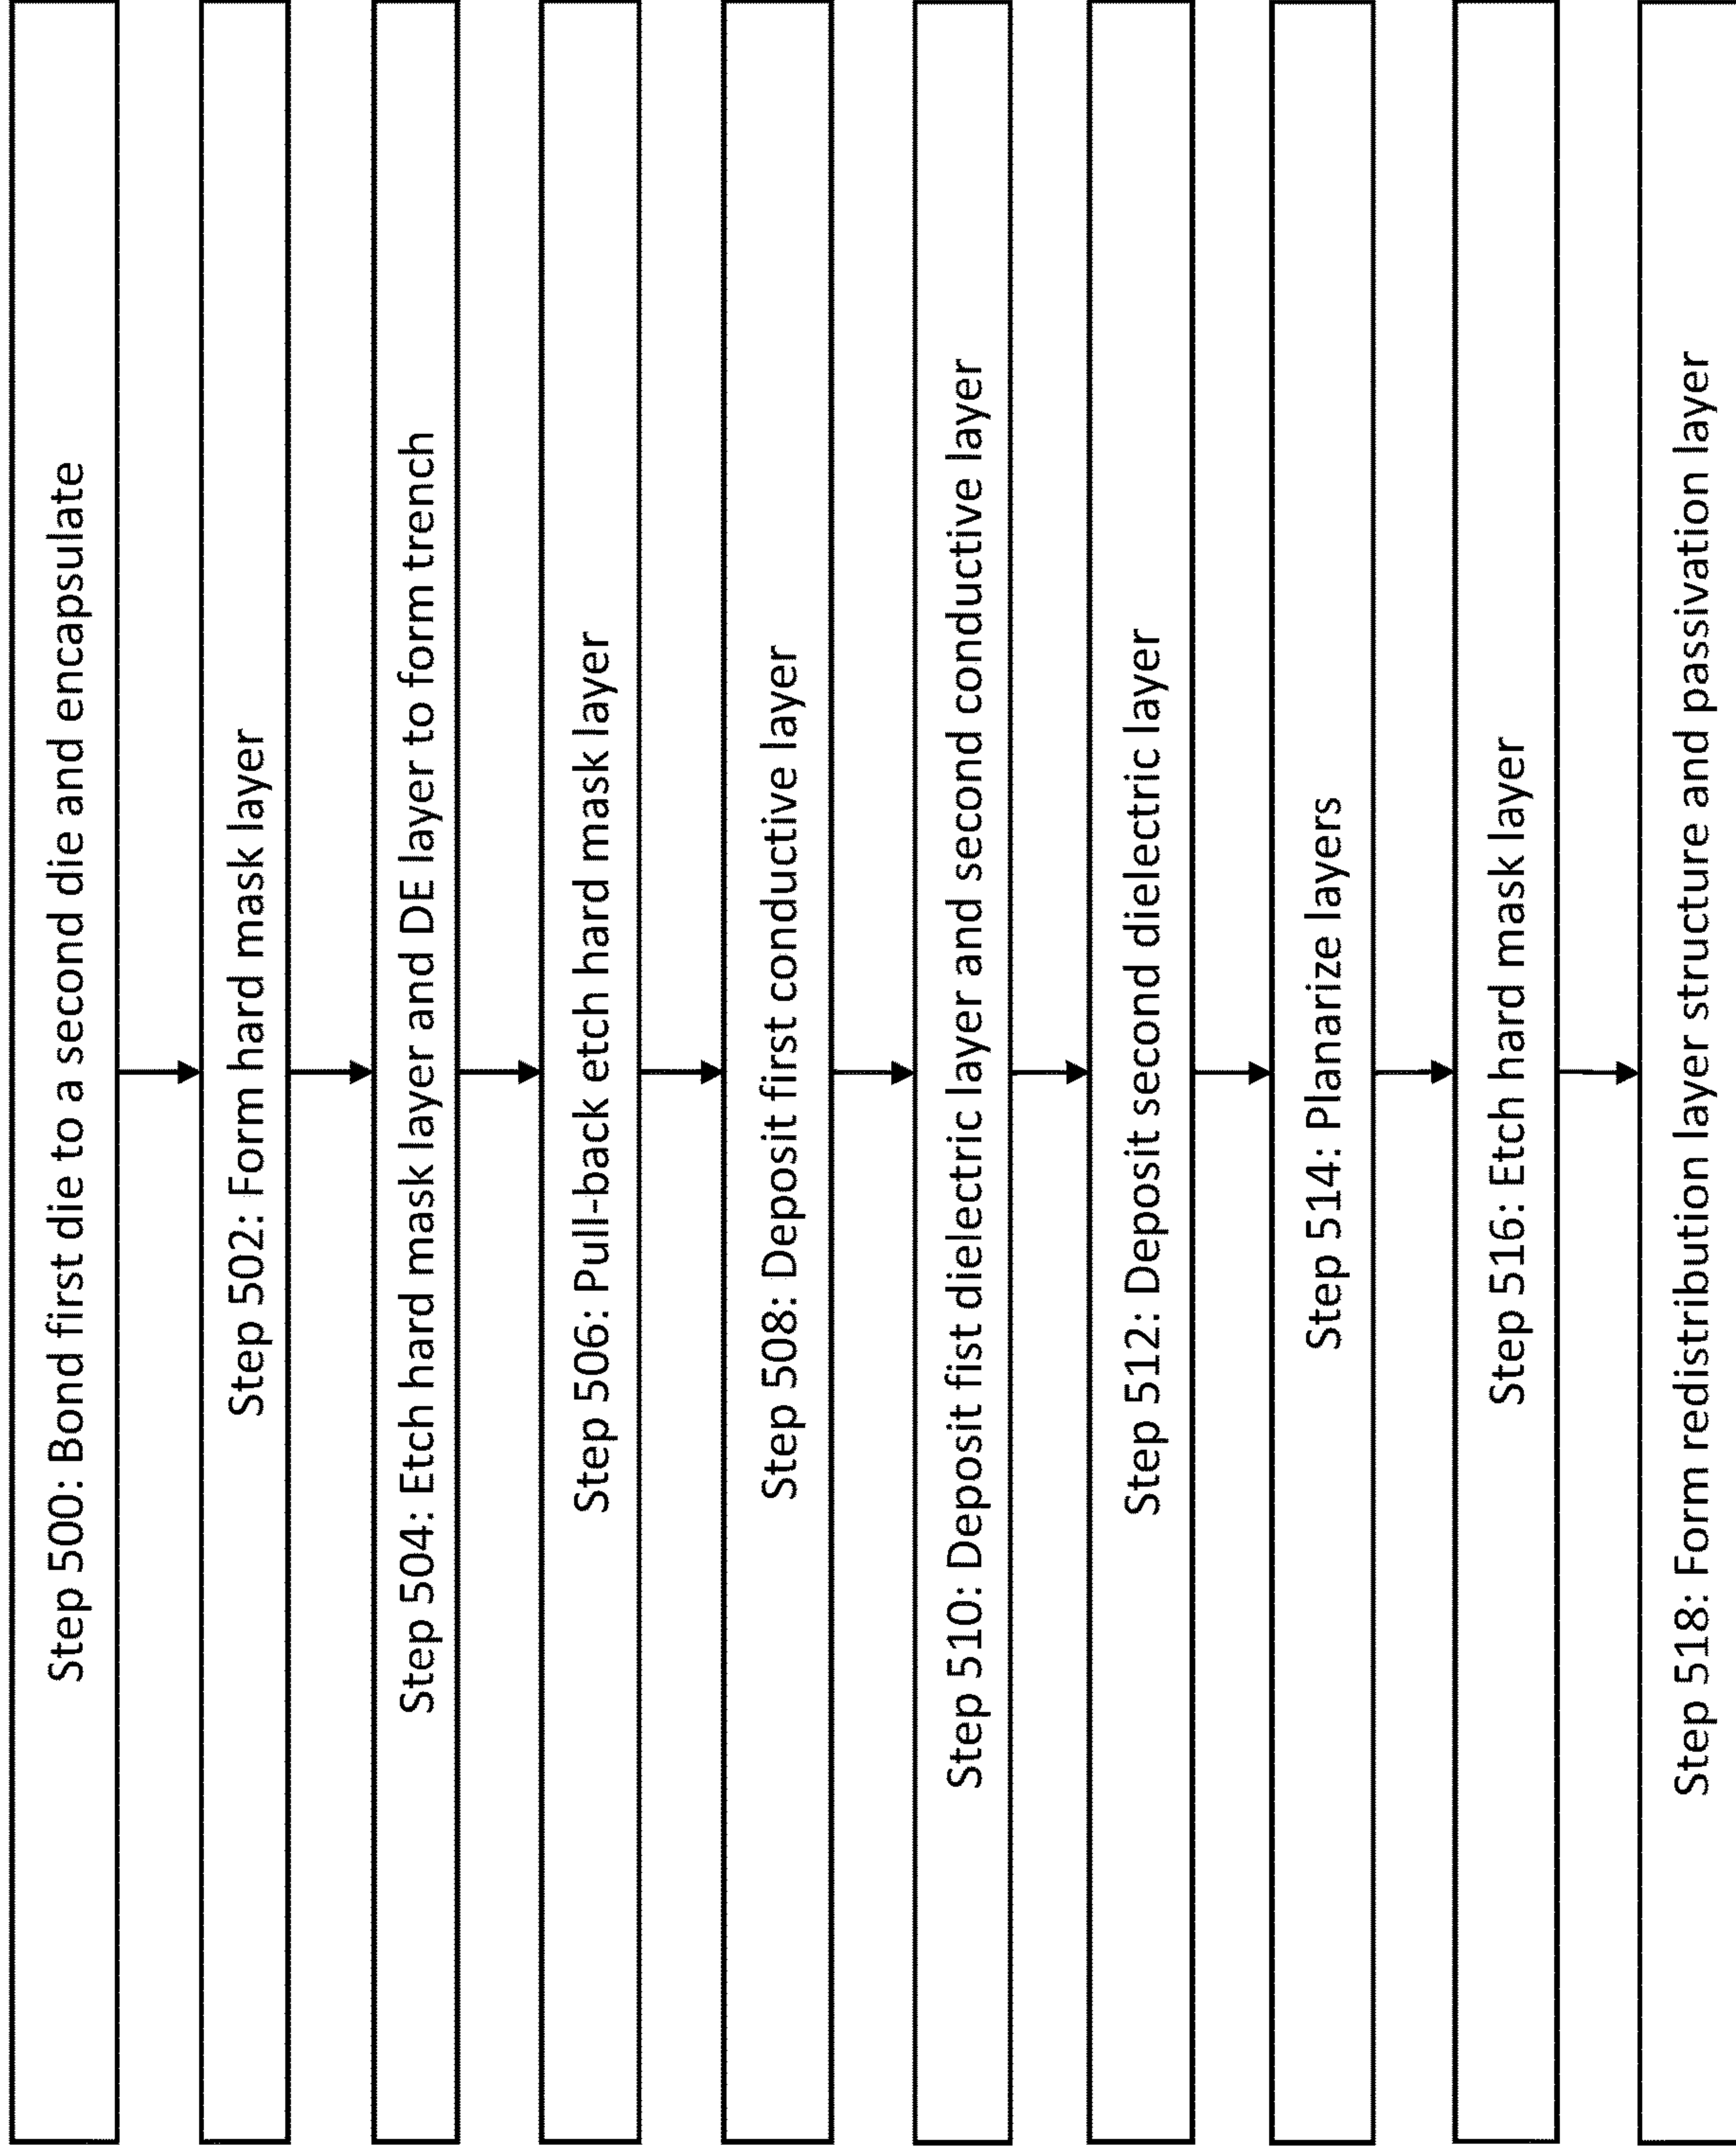 Step 500: Bond first die to a second die and encapsulate
Step 502: Form hard mask layer
Step 504: Etch hard mask layer and DE layer to form trench
Step 506: Pull-back etch hard mask layer
Step 508: Deposit first conductive layer
Step 510: Deposit fist dielectric layer and second conductive layer
Step 512: Deposit second dielectric layer
Step 514: Planarize layers
Step 516: Etch hard mask layer
Step 518: Form redistribution layer structure and passivation layer